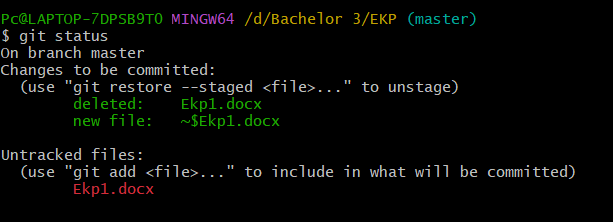 Pc@LAPTOP-7DPSB9TO MINGW64 /d/Bachelor 3/EKP (master)
$ git status
On branch master
Changes to be committed:
  (use "git restore --staged <file>..." to unstage)
        deleted:    Ekp1.docx
        new file:   ~$Ekp1.docx

Untracked files:
  (use "git add <file>..." to include in what will be committed)
        Ekp1.docx